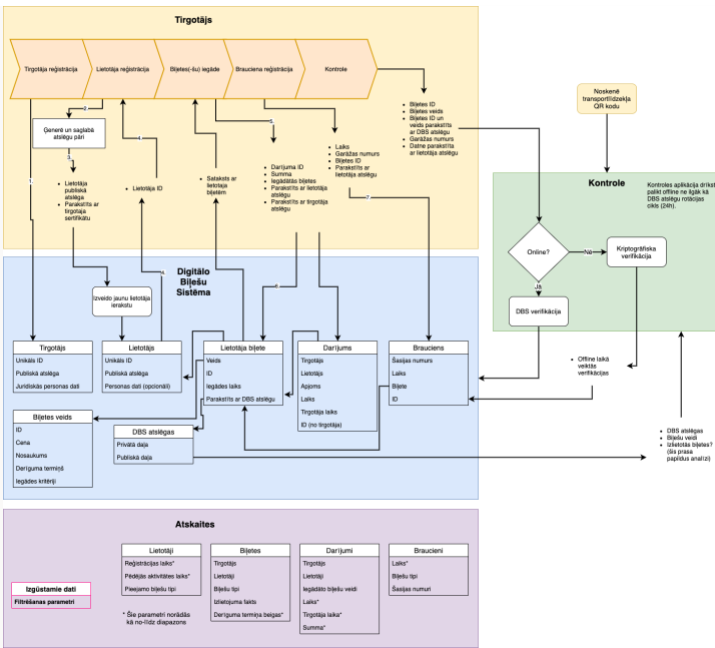 Tirgotājs
Tirgotāja reģistrācija
Lietotāja reģistrācija
Biļetes(-šu) iegāde
Brauciena reģistrācija
Kontrole
Ģenerē un saglabā
atslēgu pāri
• Lietotāja
publiskā
atslēga
• Parakstīts ar
tirgotaja
sertifikātu
• Lietotāja ID
• Saraksts ar
lietotaja
biļetēm
• Darījuma ID
• Summa
• Iegādātās biļetes
• Parakstīts ar lietotāja
atslēgu
• Parakstīts ar tirgotāja
atslēgu
• Laiks
• Garāžas numurs
• Biļetes ID
• Parakstīts ar
lietotāja atslēgu
• Biļetes ID
• Biļetes veids
• Biļetes ID un
veids parakstīts
ar DBS atslēgu
• Garāžas numurs
• Datne parakstīta
ar lietotāja atslēgu
Noskenē
transportlīdzekļa
QR kodu
Kontrole
Kontroles aplikācija drīkst
palikt offline ne ilgāk kā
DBS atslēgu rotācijas
cikls (24h).
Online?
Nē
Kriptogrāfiska
verifikācija
Jā
DBS verifikācija
• Offline laikā
veiktās
verifikācijas
• DBS atslēgas
• Biļešu veidi
• Izlietotās biļetes?
(šis prasa
papildus analīzi)
Digitālo
Biļešu
Sistēma
Izveido jaunu lietotāja
ierakstu
Tirgotājs
Unikāls ID
Publiskā atslēga
Juridiskās personas dati
Lietotājs
Unikāls ID
Publiskā atslēga
Personas dati (opcionāli)
Lietotāja biļete
Veids
ID
Iegādes laiks
Parakstīts ar DBS atslēgu
Darījums
Tirgotājs
Lietotājs
Apjoms
Laiks
Tirgotāja laiks
ID (no tirgotāja)
Brauciens
Šasijas numurs
Laiks
Biļete
ID
Biļetes veids
ID
Cena
Nosaukums
Derīguma termiņš
Iegādes kritēriji
DBS atslēgas
Privātā daļa
Publiskā daļa
Atskaites
Lietotāji
Reģistrācijas laiks*
Pēdējās aktivitātes laiks*
Pieejamo biļešu tipi
* Šie parametri norādās
kā no-līdz diapazons
Biļetes
Tirgotājs
Lietotāji
Biļešu tipi
Izlietojuma fakts
Derīguma termiņa beigas*
Darījumi
Tirgotājs
Lietotāji
Iegādāto biļešu veidi
Laiks*
Tirgotāja laiks*
Summa*
Braucieni
Laiks*
Biļešu tipi
Šasijas numuri
Izgūstamie dati
Filtrēšanas parametri